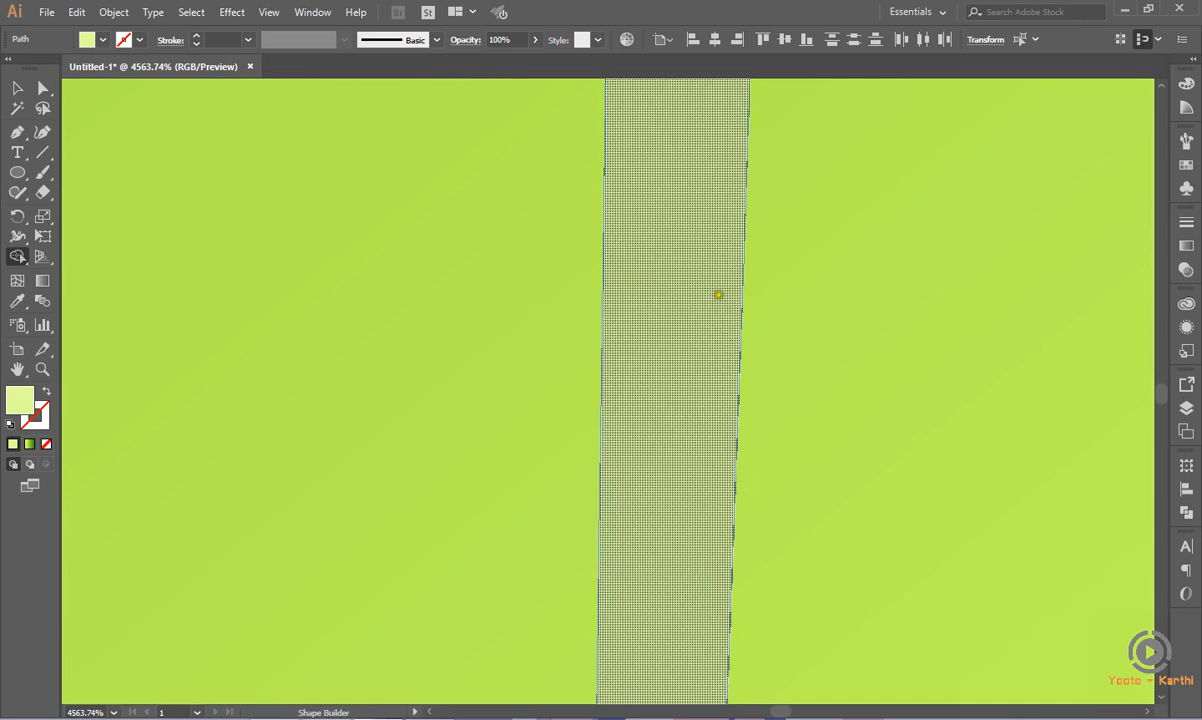 Ai File Edit Object Type Select Effect View Window Help Br St Essentials Search Adobe Stock
Path Stroke: Basic Opacity: 100% Style: Transform
Untitled-1* @ 4563.74% (RGB/Preview) ×
Yooto - Karthi
4563.74% 1 Shape Builder